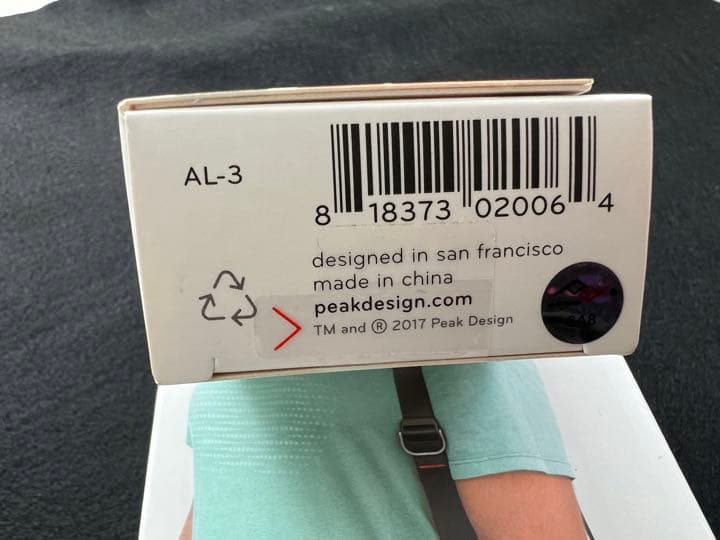 AL-3
8 18373 02006 4
designed in san francisco
made in china
peakdesign.com
TM and ® 2017 Peak Design